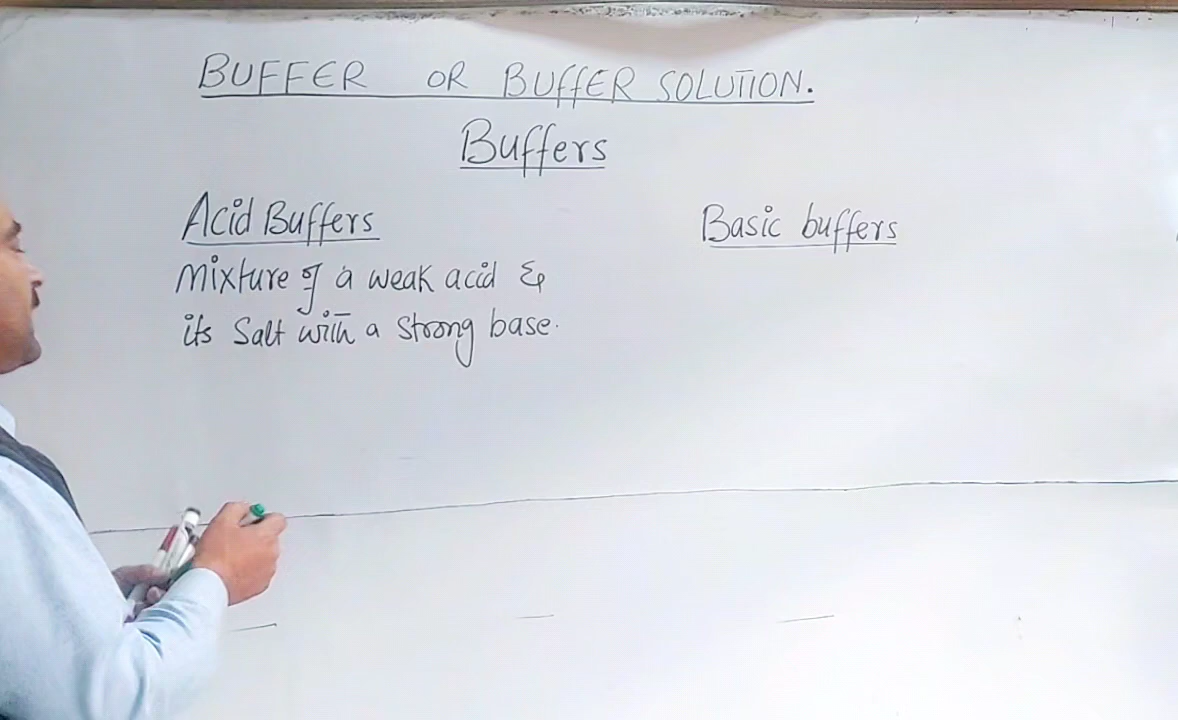 BUFFER OR BUFFER SOLUTION.
Buffers
Acid Buffers
Basic buffers
Mixture of a weak acid &
its Salt with a strong base.